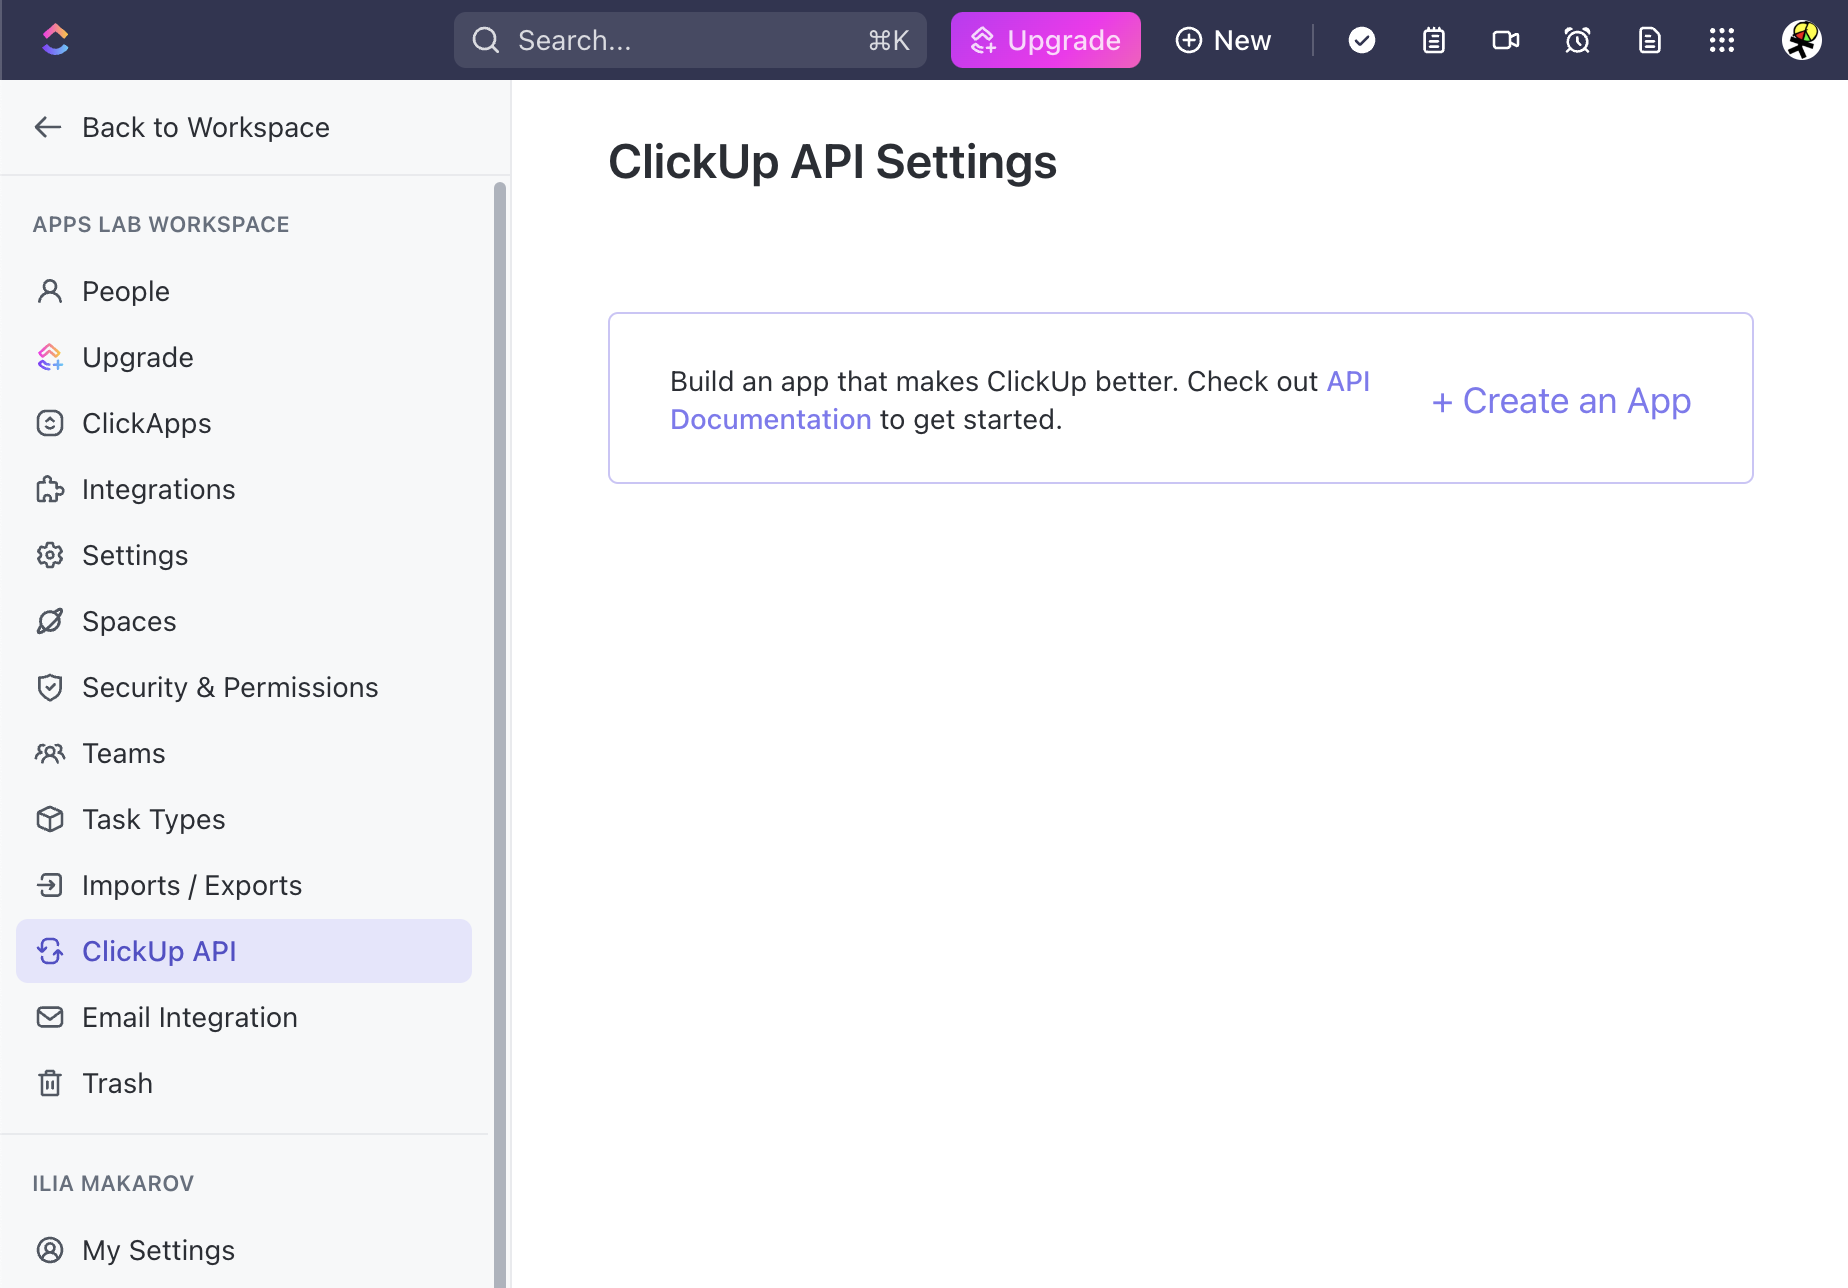 Search...
⌘K
Upgrade
New
Back to Workspace
APPS LAB WORKSPACE
People
Upgrade
ClickApps
Integrations
Settings
Spaces
Security & Permissions
Teams
Task Types
Imports / Exports
ClickUp API
Email Integration
Trash
ILIA MAKAROV
My Settings
ClickUp API Settings
Build an app that makes ClickUp better. Check out API
Documentation to get started.
+ Create an App